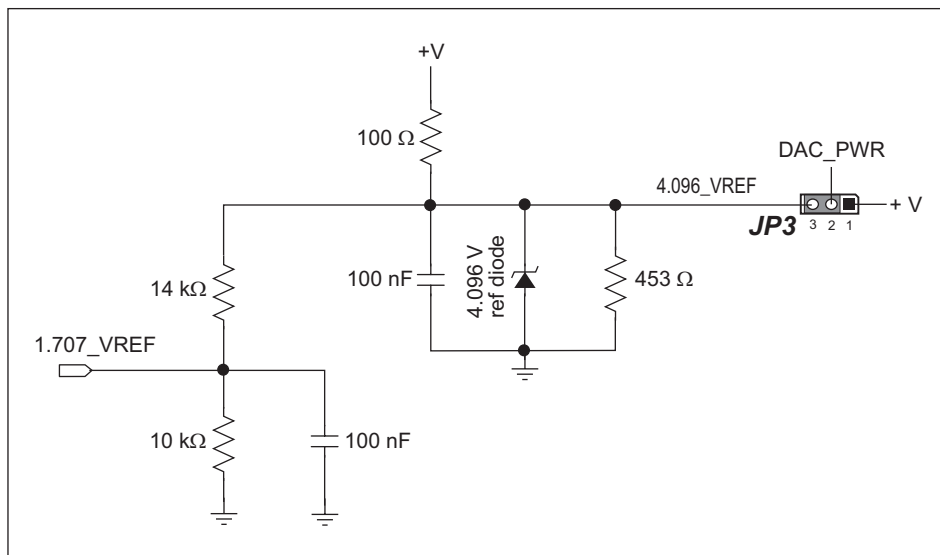 +V
100 Ω
DAC_PWR
4.096_VREF
+ V
JP3 3 2 1
14 kΩ
100 nF
4.096 V
ref diode
453 Ω
1.707_VREF
10 kΩ
100 nF